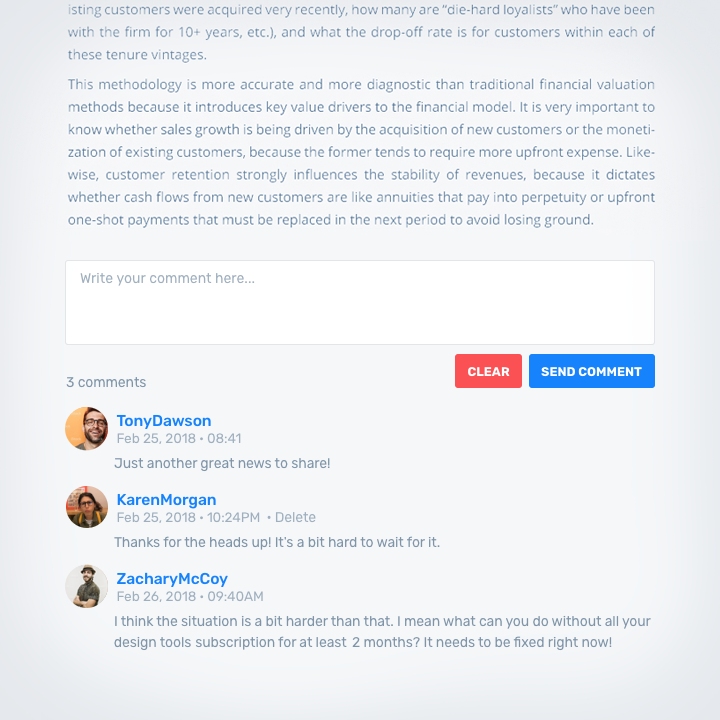 isting customers were acquired very recently, how many are “die-hard loyalists” who have been
with the firm for 10+ years, etc.), and what the drop-off rate is for customers within each of
these tenure vintages.
This methodology is more accurate and more diagnostic than traditional financial valuation
methods because it introduces key value drivers to the financial model. It is very important to
know whether sales growth is being driven by the acquisition of new customers or the moneti-
zation of existing customers, because the former tends to require more upfront expense. Like-
wise, customer retention strongly influences the stability of revenues, because it dictates
whether cash flows from new customers are like annuities that pay into perpetuity or upfront
one-shot payments that must be replaced in the next period to avoid losing ground.
Write your comment here...
CLEAR
SEND COMMENT
3 comments
TonyDawson
Feb 25, 2018 • 08:41
Just another great news to share!
KarenMorgan
Feb 25, 2018 • 10:24PM • Delete
Thanks for the heads up! It's a bit hard to wait for it.
ZacharyMcCoy
Feb 26, 2018 • 09:40AM
I think the situation is a bit harder than that. I mean what can you do without all your
design tools subscription for at least 2 months? It needs to be fixed right now!